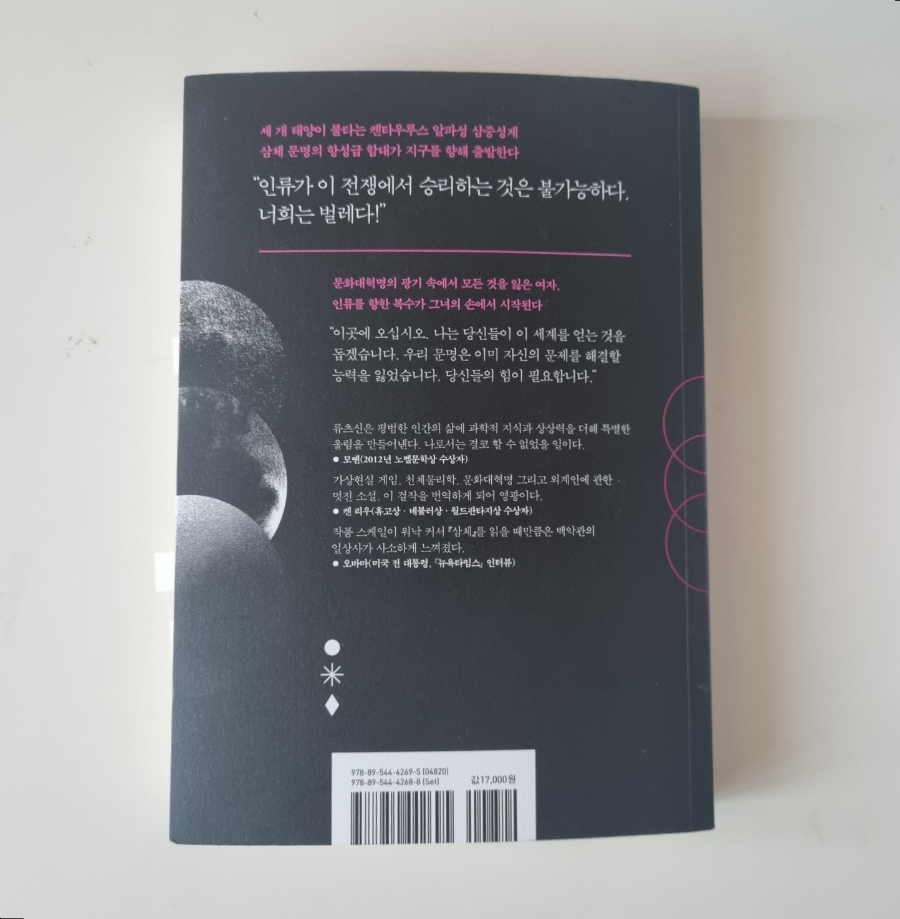 세 개 태양이 불타는 켄타우루스 알파성 삼중성계
삼체 문명의 항성급 함대가 지구를 향해 출발한다
“인류가 이 전쟁에서 승리하는 것은 불가능하다.
너희는 벌레다!”
문화대혁명의 광기 속에서 모든 것을 잃은 여자,
인류를 향한 복수가 그녀의 손에서 시작된다
“이곳에 오십시오. 나는 당신들이 이 세계를 얻는 것을
돕겠습니다. 우리 문명은 이미 자신의 문제를 해결할
능력을 잃었습니다. 당신들의 힘이 필요합니다.”
류츠신은 평범한 인간의 삶에 과학적 지식과 상상력을 더해 특별한
울림을 만들어낸다. 나로서는 결코 할 수 없었을 일이다.
● 모옌(2012년 노벨문학상 수상자)
가상현실 게임, 천체물리학, 문화대혁명 그리고 외계인에 관한
멋진 소설. 이 걸작을 번역하게 되어 영광이다.
● 켄 리우(휴고상·네뷸러상·월드판타지상 수상자)
작품 스케일이 워낙 커서 『삼체』를 읽을 때만큼은 백악관의
일상사가 사소하게 느껴졌다.
● 오바마(미국 전 대통령, 『뉴욕타임스』 인터뷰)
978-89-544-4269-5 (04820)
978-89-544-4268-8 (Set)
값17,000원